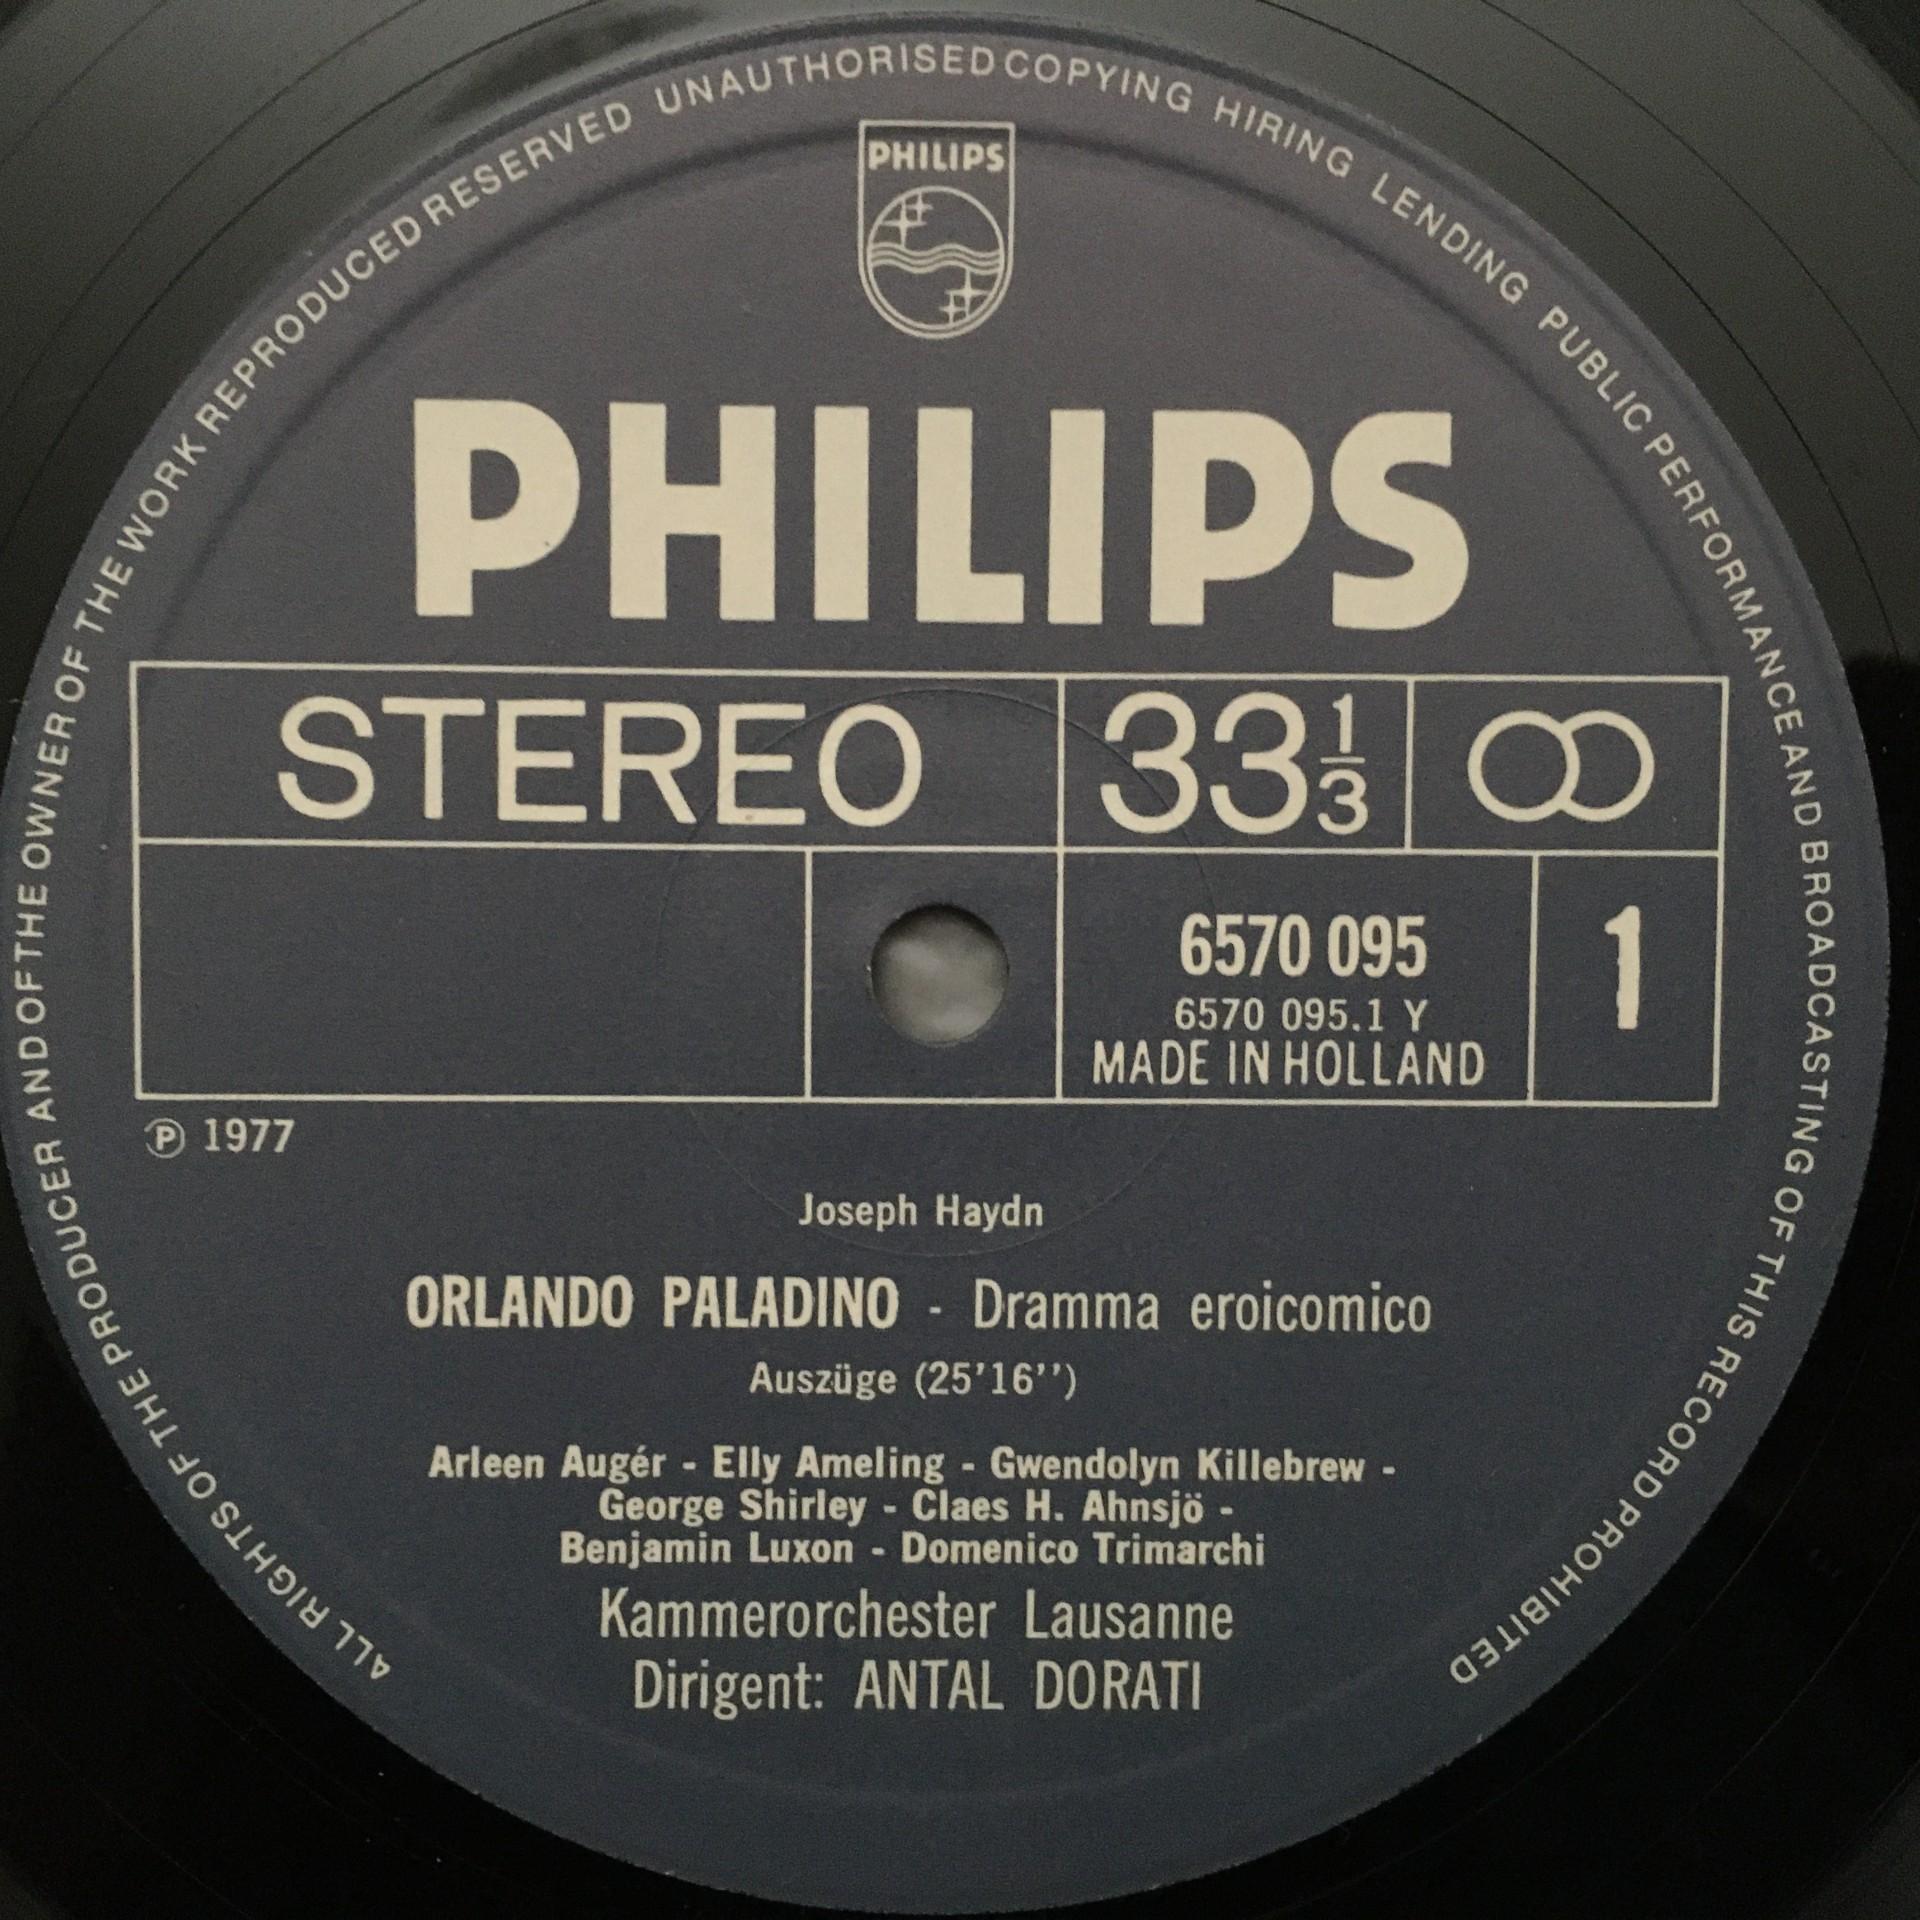 ALL RIGHTS OF THE PRODUCER AND OF THE OWNER OF THE WORK REPRODUCED RESERVED UNAUTHORISED COPYING HIRING LENDING PUBLIC PERFORMANCE AND BROADCASTING OF THIS RECORD PROHIBITED
PHILIPS
PHILIPS
STEREO 33 1/3
6570 095 1
6570 095.1 Y
MADE IN HOLLAND
Ⓟ 1977
Joseph Haydn
ORLANDO PALADINO - Dramma eroicomico
Auszüge (25'16'')
Arleen Augér - Elly Ameling - Gwendolyn Killebrew -
George Shirley - Claes H. Ahnsjö -
Benjamin Luxon - Domenico Trimarchi
Kammerorchester Lausanne
Dirigent: ANTAL DORATI